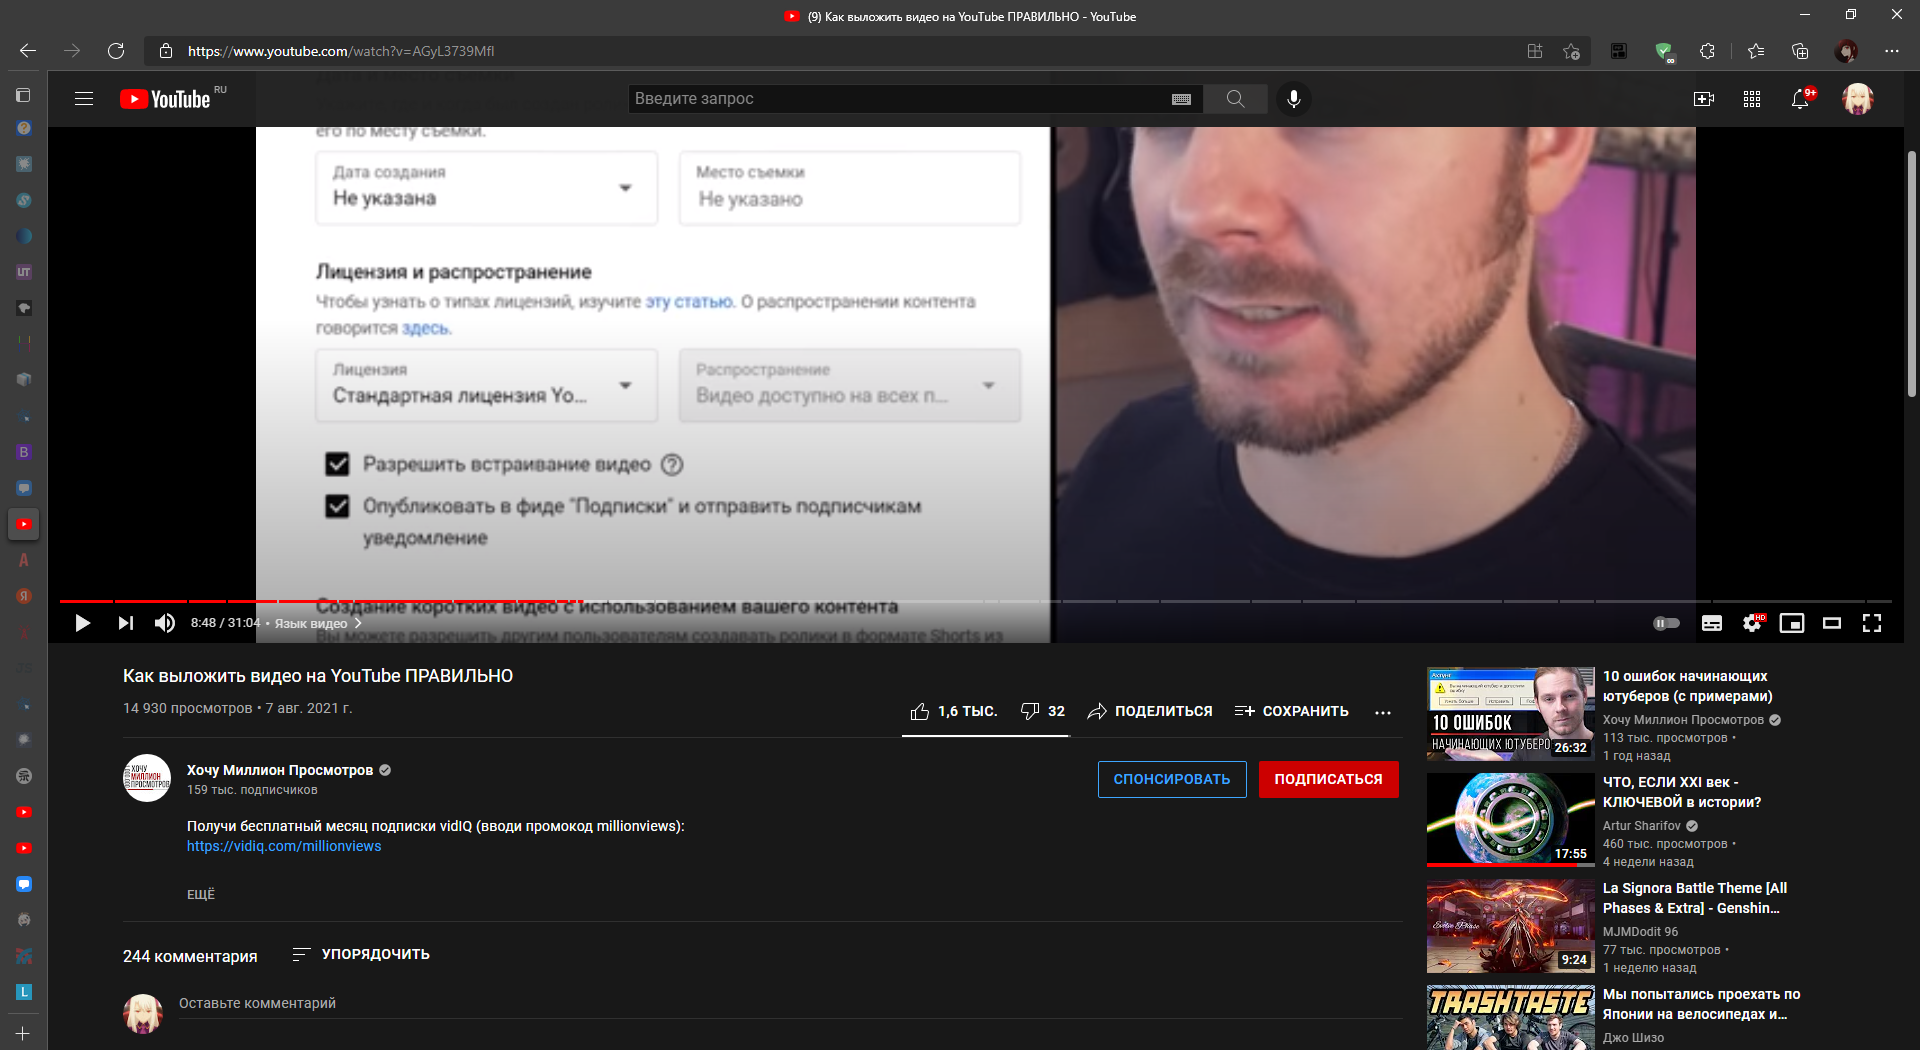 (9) Как выложить видео на YouTube ПРАВИЛЬНО - YouTube
https://www.youtube.com/watch?v=AGyL3739MfI
YouTube RU
Введите запрос
9+
его по месту съемки.
Дата создания
Не указана
Место съемки
Не указано
Лицензия и распространение
Чтобы узнать о типах лицензий, изучите эту статью. О распространении контента
говорится здесь.
Лицензия
Стандартная лицензия Yo...
Распространение
Видео доступно на всех п...
Разрешить встраивание видео
Опубликовать в фиде "Подписки" и отправить подписчикам
уведомление
Создание коротких видео с использованием вашего контента
Вы можете разрешить другим пользователям создавать ролики в формате Shorts из
8:48 / 31:04 • Язык видео
HD
Как выложить видео на YouTube ПРАВИЛЬНО
14 930 просмотров • 7 авг. 2021 г.
1,6 ТЫС.
32
ПОДЕЛИТЬСЯ
СОХРАНИТЬ
ХОЧУ
МИЛЛИОН
ПРОСМОТРОВ
Хочу Миллион Просмотров
159 тыс. подписчиков
СПОНСИРОВАТЬ
ПОДПИСАТЬСЯ
Получи бесплатный месяц подписки vidIQ (вводи промокод millionviews):
https://vidiq.com/millionviews
ЕЩЁ
244 комментария
УПОРЯДОЧИТЬ
Оставьте комментарий
10 ОШИБОК
НАЧИНАЮЩИХ ЮТУБЕРО
26:32
10 ошибок начинающих
ютуберов (с примерами)
Хочу Миллион Просмотров
113 тыс. просмотров •
1 год назад
17:55
ЧТО, ЕСЛИ XXI век -
КЛЮЧЕВОЙ в истории?
Artur Sharifov
460 тыс. просмотров •
4 недели назад
Evolve Phase
9:24
La Signora Battle Theme [All
Phases & Extra] - Genshin...
MJMDodit 96
77 тыс. просмотров •
1 неделю назад
TRASHTASTE
Мы попытались проехать по
Японии на велосипедах и...
Джо Шизо